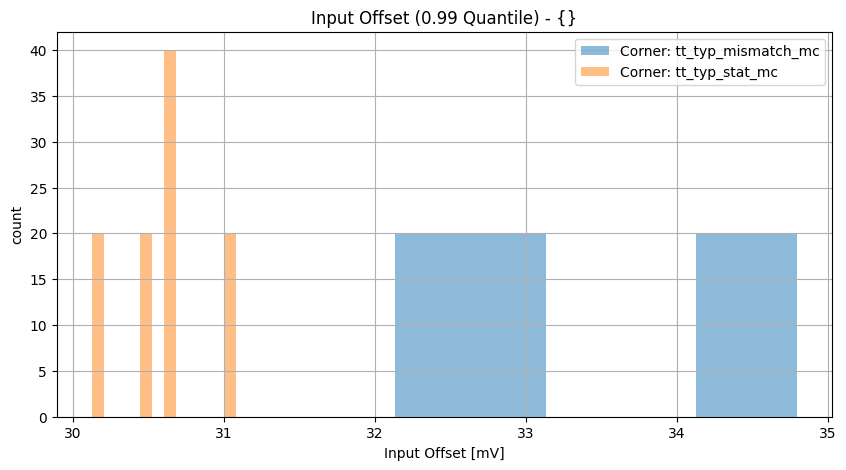 Input Offset (0.99 Quantile) - {}
Corner: tt_typ_mismatch_mc
Corner: tt_typ_stat_mc
count
40
35
30
25
20
15
10
5
0
30 31 32 33 34 35
Input Offset [mV]